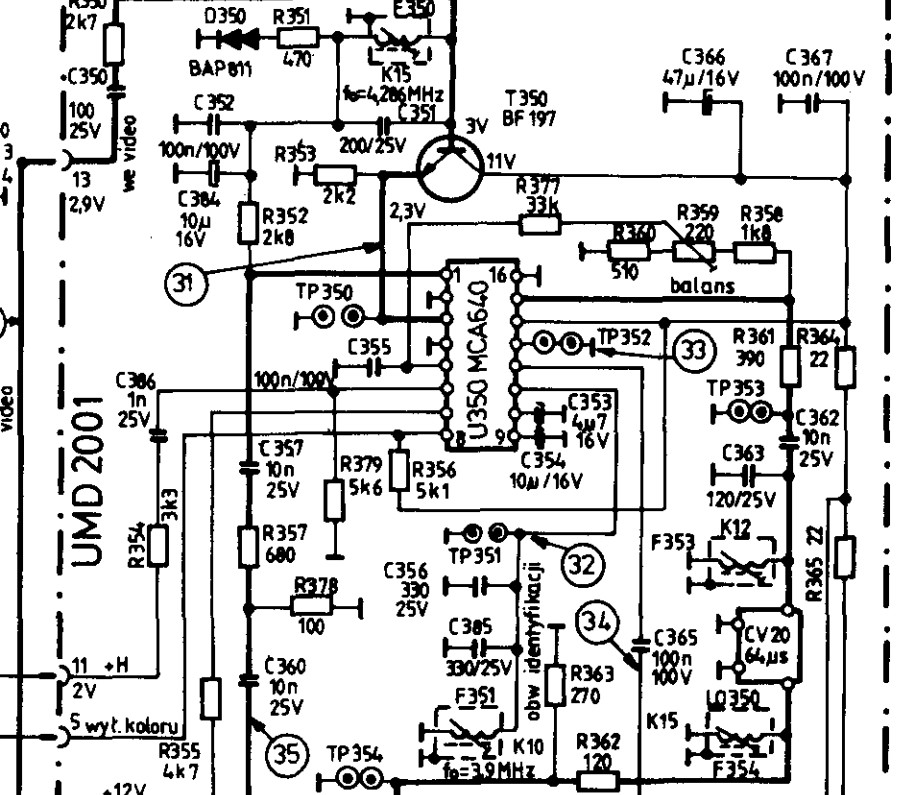 R350
2k7
C350
100
25V
we video
13
2,9V
0
3
4
video
D350
BAP811
R351
470
E350
K15
f₀=4,286MHz
C351
200/25V
C352
100n/100V
R353
2k2
C384
10µ
16V
R352
2k8
T350
BF 197
3V
11V
2,3V
C366
47µ/16V
C367
100n/100V
R377
33k
R360
510
R359
220
R358
1k8
balans
31
TP350
C355
100n/100V
1
16
U350 MCA640
8
9
TP352
33
R361
390
R364
22
TP353
C362
10n
25V
C363
120/25V
C386
1n
25V
UMD 2001
R354
3k3
C357
10n
25V
R379
5k6
R356
5k1
C353
4µ7
16V
C354
10µ/16V
R357
680
R378
100
TP351
32
C356
330
25V
C385
330/25V
obw identyfikacji
34
F353
K12
R365 22
CV20
64µs
C365
100n
100V
R363
270
11 +H
2V
5 wył. koloru
R355
4k7
+12V
C360
10n
25V
35
TP354
F351
K10
f₀=3,9MHz
R362
120
K15
LO350
F354